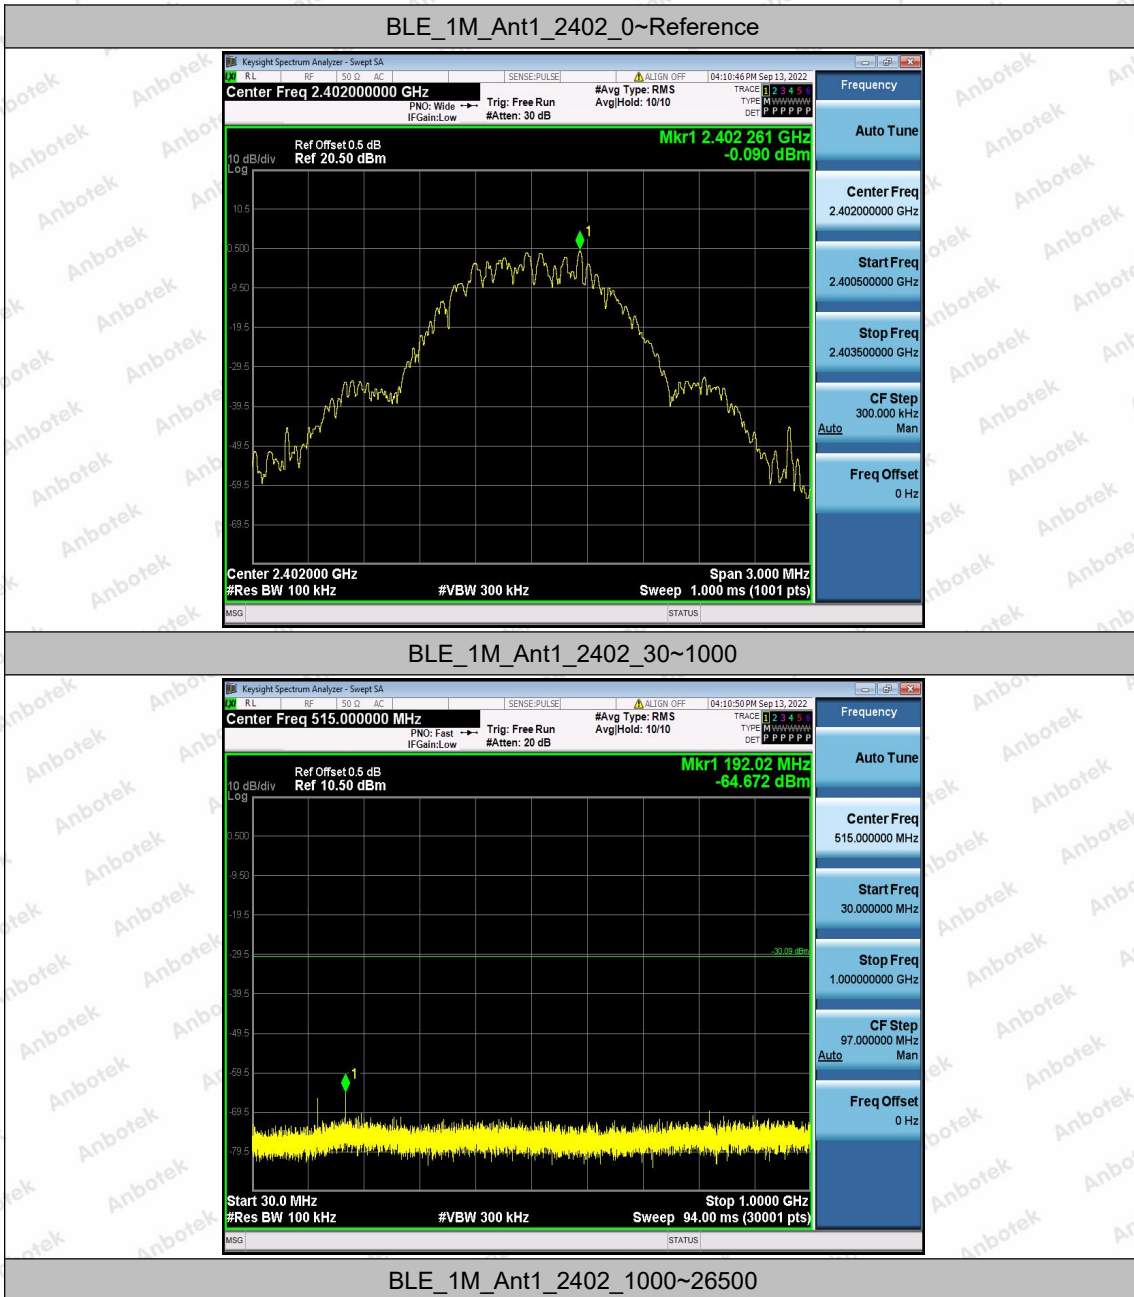 BLE_1M_Ant1_2402_0~Reference
Keysight Spectrum Analyzer - Swept SA
LXI RL RF 50 Ω AC SENSE:PULSE ALIGN OFF 04:10:46 PM Sep 13, 2022
Center Freq 2.402000000 GHz
PNO: Wide
IFGain:Low
Trig: Free Run
#Atten: 30 dB
#Avg Type: RMS
Avg|Hold: 10/10
TRACE 1 2 3 4 5 6
TYPE M W W W W W
DET P P P P P P
Mkr1 2.402 261 GHz
-0.090 dBm
Ref Offset 0.5 dB
10 dB/div Ref 20.50 dBm
Log
10.5
0.500
-9.50
-19.5
-29.5
-39.5
-49.5
-59.5
-69.5
1
Center 2.402000 GHz Span 3.000 MHz
#Res BW 100 kHz #VBW 300 kHz Sweep 1.000 ms (1001 pts)
MSG STATUS
Frequency
Auto Tune
Center Freq
2.402000000 GHz
Start Freq
2.400500000 GHz
Stop Freq
2.403500000 GHz
CF Step
300.000 kHz
Auto Man
Freq Offset
0 Hz
BLE_1M_Ant1_2402_30~1000
Keysight Spectrum Analyzer - Swept SA
LXI RL RF 50 Ω AC SENSE:PULSE ALIGN OFF 04:10:50 PM Sep 13, 2022
Center Freq 515.000000 MHz
PNO: Fast
IFGain:Low
Trig: Free Run
#Atten: 20 dB
#Avg Type: RMS
Avg|Hold: 10/10
TRACE 1 2 3 4 5 6
TYPE M W W W W W
DET P P P P P P
Mkr1 192.02 MHz
-64.672 dBm
Ref Offset 0.5 dB
10 dB/div Ref 10.50 dBm
Log
0.500
-9.50
-19.5
-29.5
-39.5
-49.5
-59.5
-69.5
-79.5
-30.09 dBm
1
Start 30.0 MHz Stop 1.0000 GHz
#Res BW 100 kHz #VBW 300 kHz Sweep 94.00 ms (30001 pts)
MSG STATUS
Frequency
Auto Tune
Center Freq
515.000000 MHz
Start Freq
30.000000 MHz
Stop Freq
1.000000000 GHz
CF Step
97.000000 MHz
Auto Man
Freq Offset
0 Hz
BLE_1M_Ant1_2402_1000~26500
Anbotek